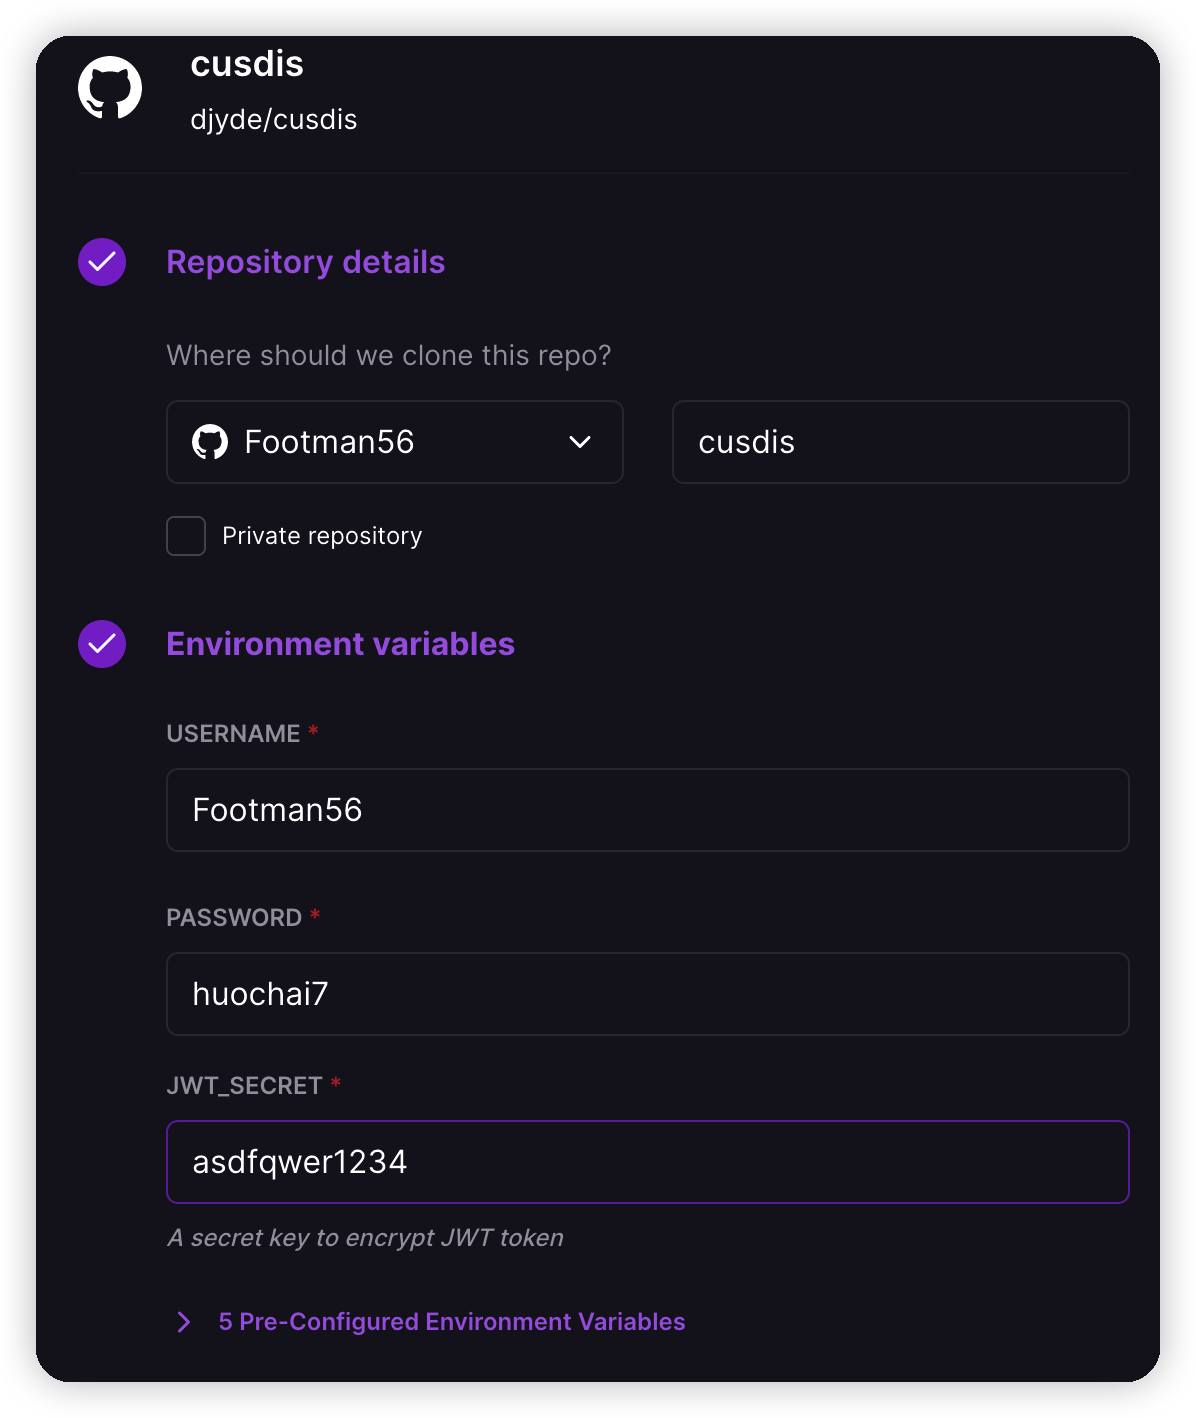 cusdis
djyde/cusdis
Repository details
Where should we clone this repo?
Footman56
cusdis
Private repository
Environment variables
USERNAME *
Footman56
PASSWORD *
huochai7
JWT_SECRET *
asdfqwer1234
A secret key to encrypt JWT token
5 Pre-Configured Environment Variables